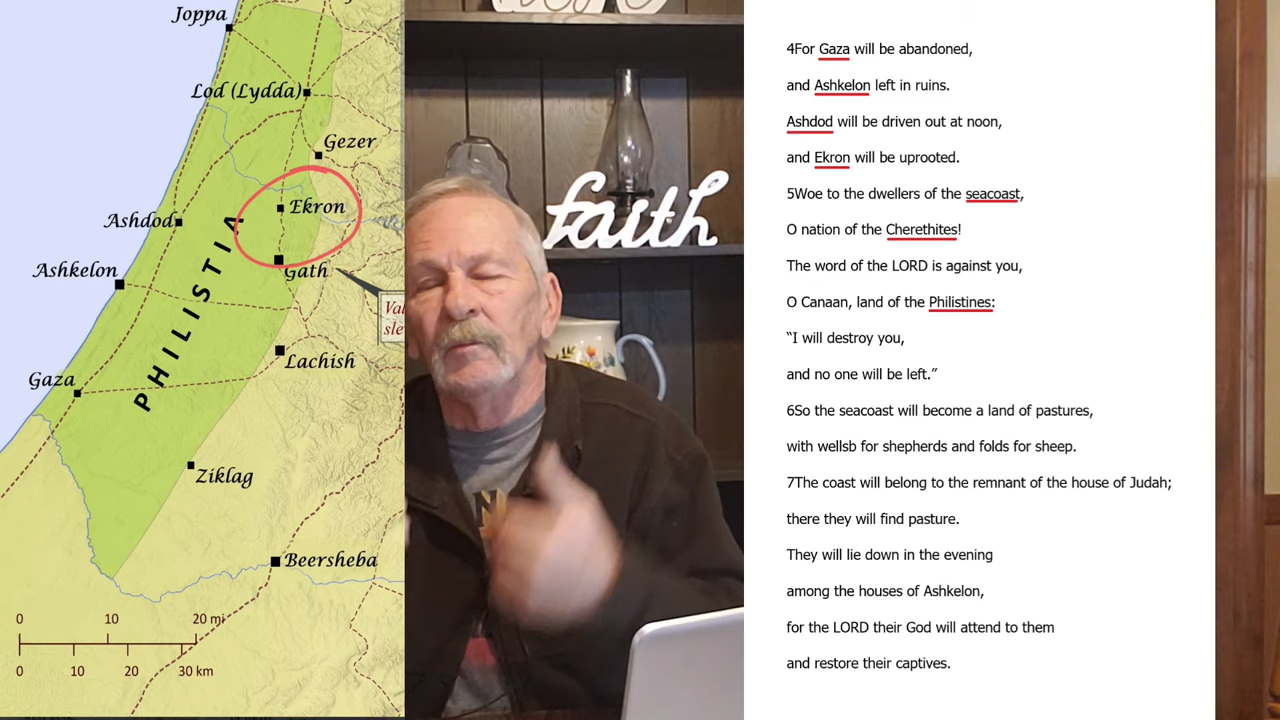 Joppa
Lod (Lydda)
Gezer
Ekron
Ashdod
PHILISTIA
Ashkelon
Gath
Lachish
Gaza
Ziklag
Beersheba
0 10 20 mi
0 10 20 30 km
faith
4For Gaza will be abandoned,
and Ashkelon left in ruins.
Ashdod will be driven out at noon,
and Ekron will be uprooted.
5Woe to the dwellers of the seacoast,
O nation of the Cherethites!
The word of the LORD is against you,
O Canaan, land of the Philistines:
“I will destroy you,
and no one will be left.”
6So the seacoast will become a land of pastures,
with wellsb for shepherds and folds for sheep.
7The coast will belong to the remnant of the house of Judah;
there they will find pasture.
They will lie down in the evening
among the houses of Ashkelon,
for the LORD their God will attend to them
and restore their captives.